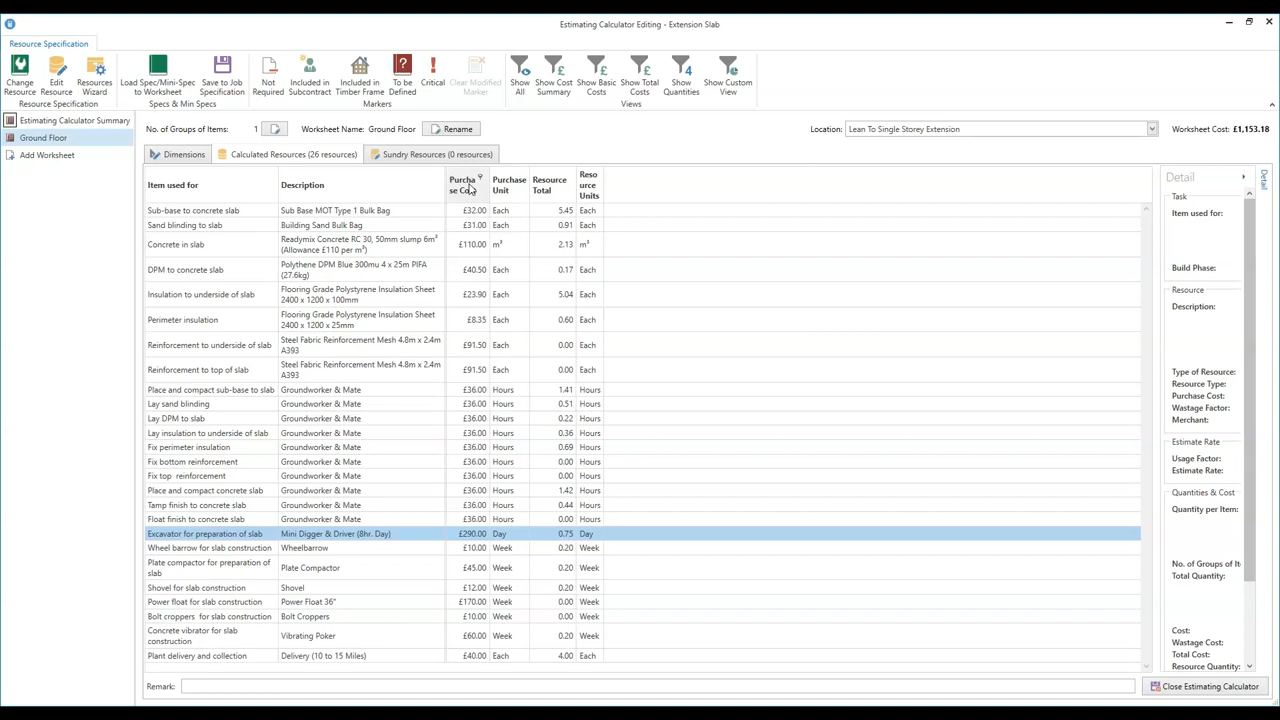 Estimating Calculator Editing - Extension Slab
Resource Specification
Change Resource
Edit Resource
Resources Wizard
Load Spec/Mini-Spec to Worksheet
Save to Job Specification
Not Required
Included in Subcontract
Included in Timber Frame
To be Defined
Critical
Clear Modified Marker
Show All
Show Cost Summary
Show Basic Costs
Show Total Costs
Show Quantities
Show Custom View
Resource Specification
Specs & Min Specs
Markers
Views
Estimating Calculator Summary
Ground Floor
Add Worksheet
No. of Groups of Items: 1
Worksheet Name: Ground Floor
Rename
Location: Lean To Single Storey Extension
Worksheet Cost: £1,153.18
Dimensions
Calculated Resources (26 resources)
Sundry Resources (0 resources)
Item used for Description Purcha se Purchase Unit Resource Total Reso urce Units
Sub-base to concrete slab Sub Base MOT Type 1 Bulk Bag £32.00 Each 5.45 Each
Sand blinding to slab Building Sand Bulk Bag £31.00 Each 0.91 Each
Concrete in slab Readymix Concrete RC 30, 50mm slump 6m³ (Allowance £110 per m³) £110.00 m³ 2.13 m³
DPM to concrete slab Polythene DPM Blue 300mu 4 x 25m PIFA (27.6kg) £40.50 Each 0.17 Each
Insulation to underside of slab Flooring Grade Polystyrene Insulation Sheet 2400 x 1200 x 100mm £23.90 Each 5.04 Each
Perimeter insulation Flooring Grade Polystyrene Insulation Sheet 2400 x 1200 x 25mm £8.35 Each 0.60 Each
Reinforcement to underside of slab Steel Fabric Reinforcement Mesh 4.8m x 2.4m A393 £91.50 Each 0.00 Each
Reinforcement to top of slab Steel Fabric Reinforcement Mesh 4.8m x 2.4m A393 £91.50 Each 0.00 Each
Place and compact sub-base to slab Groundworker & Mate £36.00 Hours 1.41 Hours
Lay sand blinding Groundworker & Mate £36.00 Hours 0.51 Hours
Lay DPM to slab Groundworker & Mate £36.00 Hours 0.22 Hours
Lay insulation to underside of slab Groundworker & Mate £36.00 Hours 0.36 Hours
Fix perimeter insulation Groundworker & Mate £36.00 Hours 0.69 Hours
Fix bottom reinforcement Groundworker & Mate £36.00 Hours 0.00 Hours
Fix top reinforcement Groundworker & Mate £36.00 Hours 0.00 Hours
Place and compact concrete slab Groundworker & Mate £36.00 Hours 1.42 Hours
Tamp finish to concrete slab Groundworker & Mate £36.00 Hours 0.44 Hours
Float finish to concrete slab Groundworker & Mate £36.00 Hours 0.00 Hours
Excavator for preparation of slab Mini Digger & Driver (8hr. Day) £290.00 Day 0.75 Day
Wheel barrow for slab construction Wheelbarrow £10.00 Week 0.20 Week
Plate compactor for preparation of slab Plate Compactor £45.00 Week 0.20 Week
Shovel for slab construction Shovel £12.00 Week 0.20 Week
Power float for slab construction Power Float 36" £170.00 Week 0.00 Week
Bolt croppers for slab construction Bolt Croppers £10.00 Week 0.00 Week
Concrete vibrator for slab construction Vibrating Poker £60.00 Week 0.20 Week
Plant delivery and collection Delivery (10 to 15 Miles) £40.00 Each 4.00 Each
Detail
Detail
Task
Item used for:
Build Phase:
Resource
Description:
Type of Resource:
Resource Type:
Purchase Cost:
Wastage Factor:
Merchant:
Estimate Rate
Usage Factor:
Estimate Rate:
Quantities & Cost
Quantity per Item:
No. of Groups of It
Total Quantity:
Cost:
Wastage Cost:
Total Cost:
Resource Quantity:
Remark:
Close Estimating Calculator